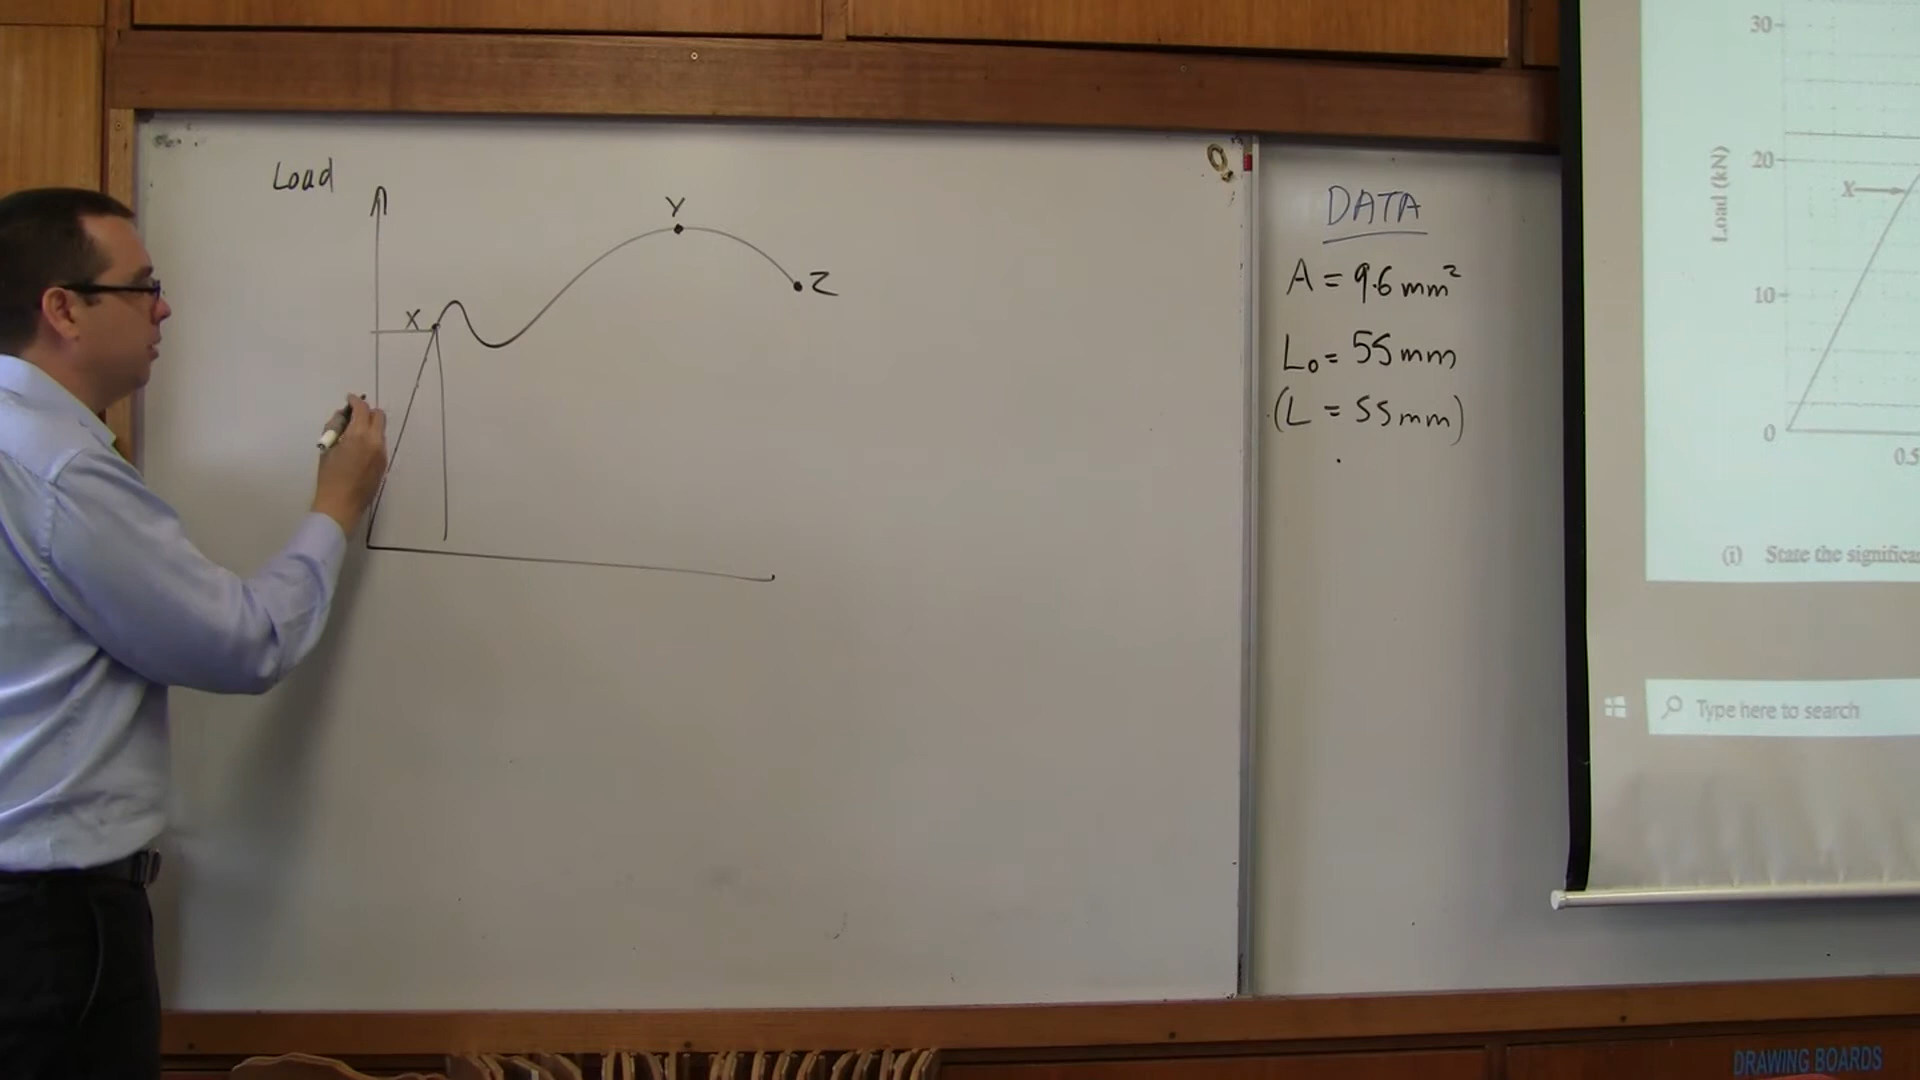 Load
Y
Z
X
DATA
A = 9.6 mm²
L₀ = 55 mm
(L = 55 mm)
30
Load (kN)
20
X
10
0
0.5
(i) State the significa
Type here to search
DRAWING BOARDS